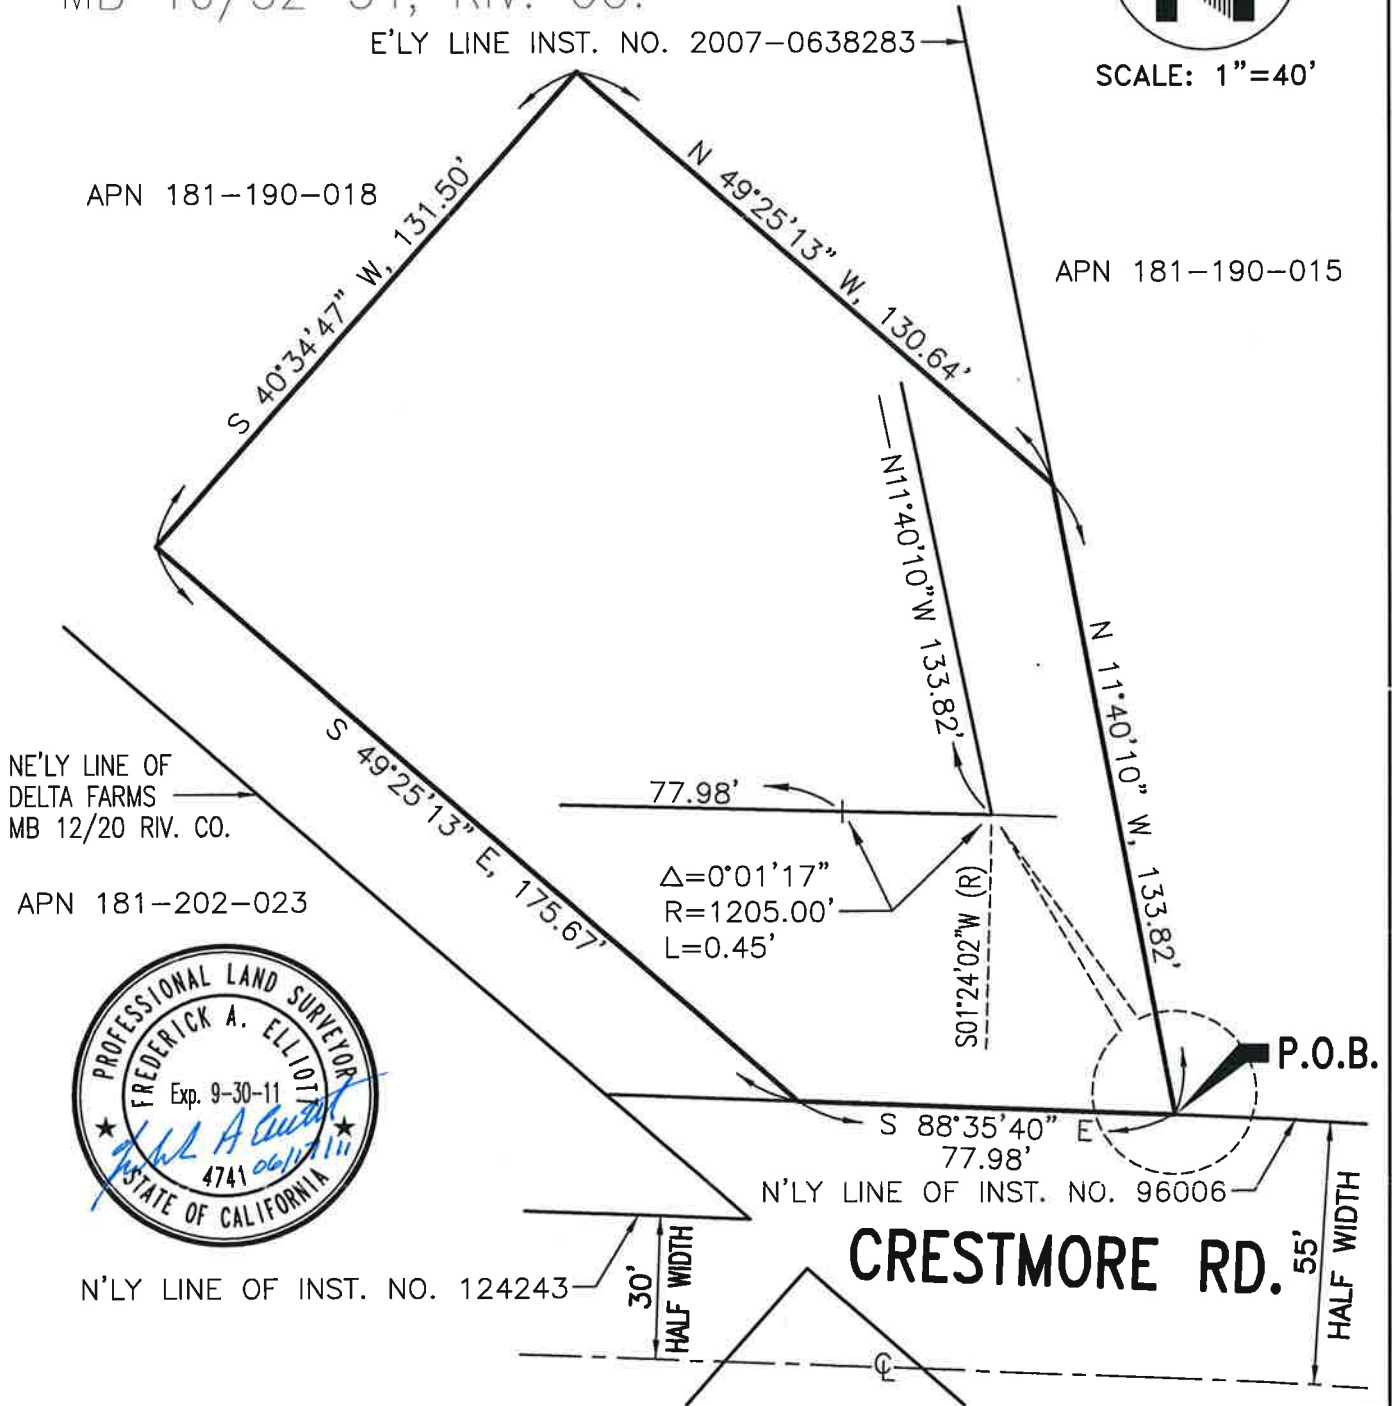 E'LY LINE INST. NO. 2007-0638283
SCALE: 1"=40'
APN 181-190-018
S 40°34'47" W, 131.50'
N 49°25'13" W, 130.64'
APN 181-190-015
N11°40'10"W 133.82'
N 11°40'10" W, 133.82'
S 49°25'13" E, 175.67'
NE'LY LINE OF
DELTA FARMS
MB 12/20 RIV. CO.
APN 181-202-023
77.98'
Δ=0°01'17"
R=1205.00'
L=0.45'
S01°24'02"W (R)
P.O.B.
PROFESSIONAL LAND SURVEYOR
FREDERICK A. ELLIOTT
Exp. 9-30-11
06/17/11
4741
STATE OF CALIFORNIA
S 88°35'40" E
77.98'
N'LY LINE OF INST. NO. 96006
CRESTMORE RD.
55'
HALF WIDTH
N'LY LINE OF INST. NO. 124243
30'
HALF WIDTH